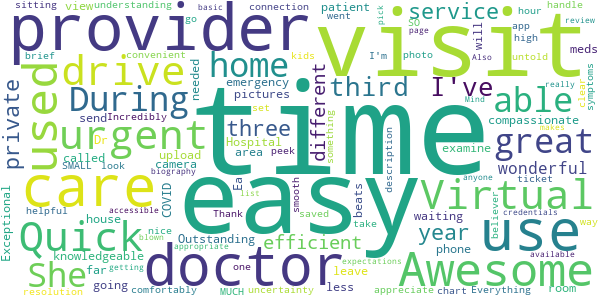 sitting
brief
view understanding
convenient
go
basic
connection
patient
went
SO
pick
app
hour
high
handle
review
provider
visit
service
will
page
Also
untold
meds
I'm
photo
kids
drive
home
needed
emergency
pictures
third
I've
able
private
used
During
send
Incredibly
different
compassionate
really
symptoms
Mind
clear
urgent
Dr
called
SMALL
look
Hospital
three
set
something
area
peek
upload
camera
time
description
examine
makes
great
wonderful
anyone
ticket
care
biography
Ea
list
smooth
easy
Virtual
use
Exceptional
COVID
helpful
house
accessible
Thank
saved
beats
take
waiting
year
phone
believer
credentials
way
Quick
nice
Outstanding
blown
appropriate
efficient
expectations
She
knowledgeable
far
getting
one
doctor
leave
less
MUCH
appreciate
chart
Everything
Awesome
available
room
resolution
going
comfortably
uncertainty